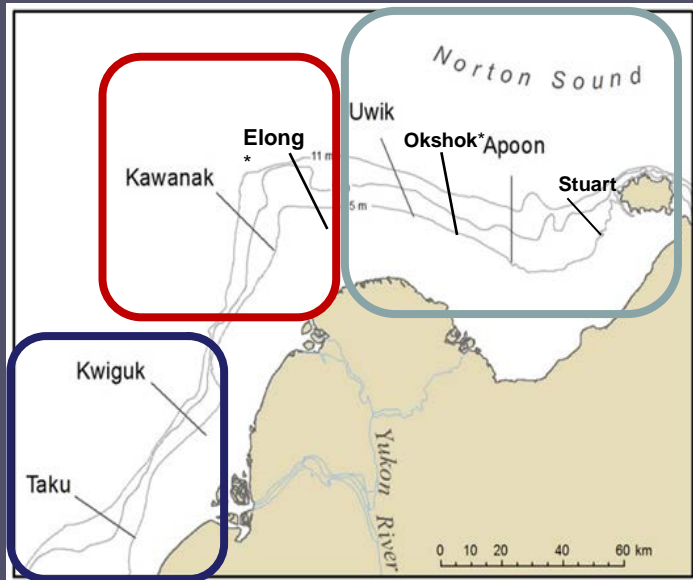 Norton Sound
Uwik
Elong
*
Okshok*
Apoon
11 m
Kawanak
Stuart
5 m
Kwiguk
Taku
Yukon River
0 10 20 40 60 km